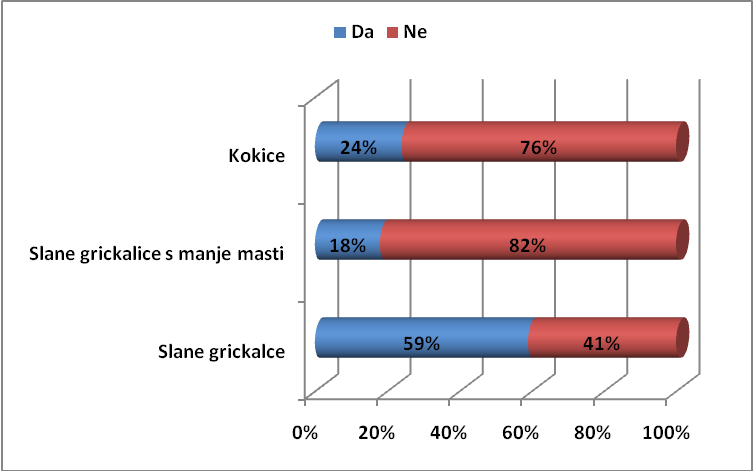 Da Ne
Kokice
24% 76%
Slane grickalice s manje masti
18% 82%
Slane grickalce
59% 41%
0% 20% 40% 60% 80% 100%